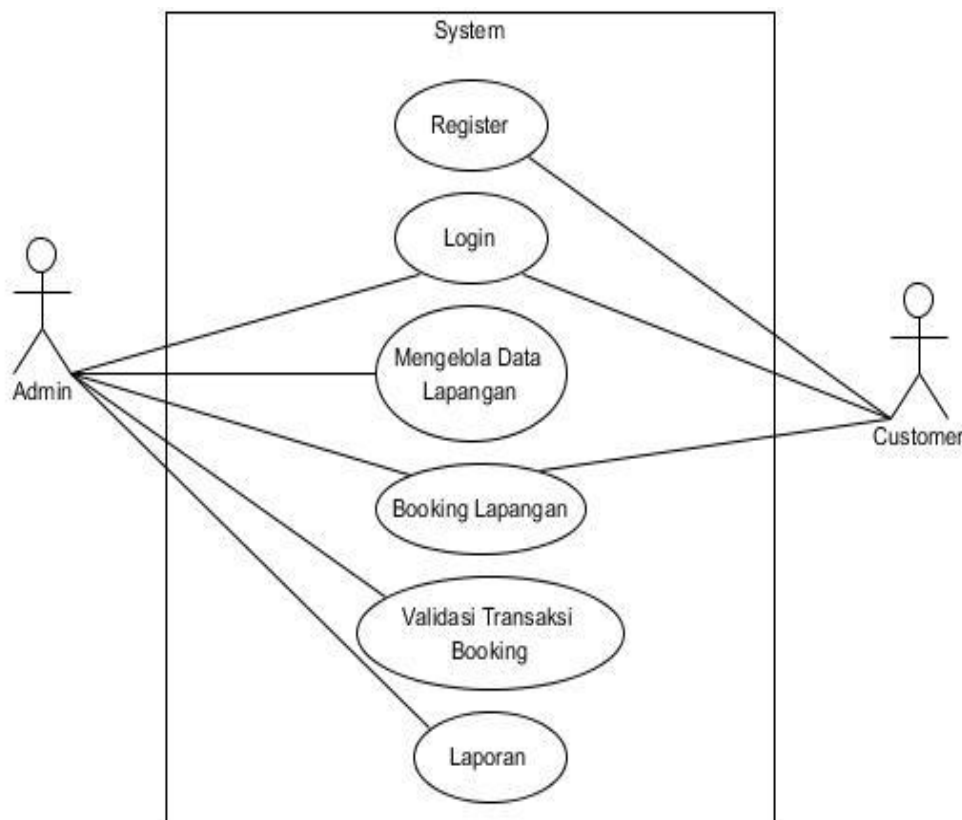 System
Register
Login
Mengelola Data
Lapangan
Admin
Customer
Booking Lapangan
Validasi Transaksi
Booking
Laporan